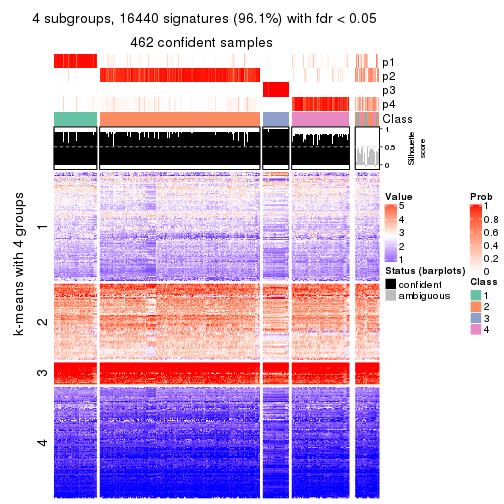 4 subgroups, 16440 signatures (96.1%) with fdr < 0.05
462 confident samples
p1
p2
p3
p4
Class
1
0.5
0
Silhouette
score
k-means with 4 groups
1
2
3
4
Value
5
4
3
2
1
Status (barplots)
confident
ambiguous
Prob
1
0.8
0.6
0.4
0.2
0
Class
1
2
3
4